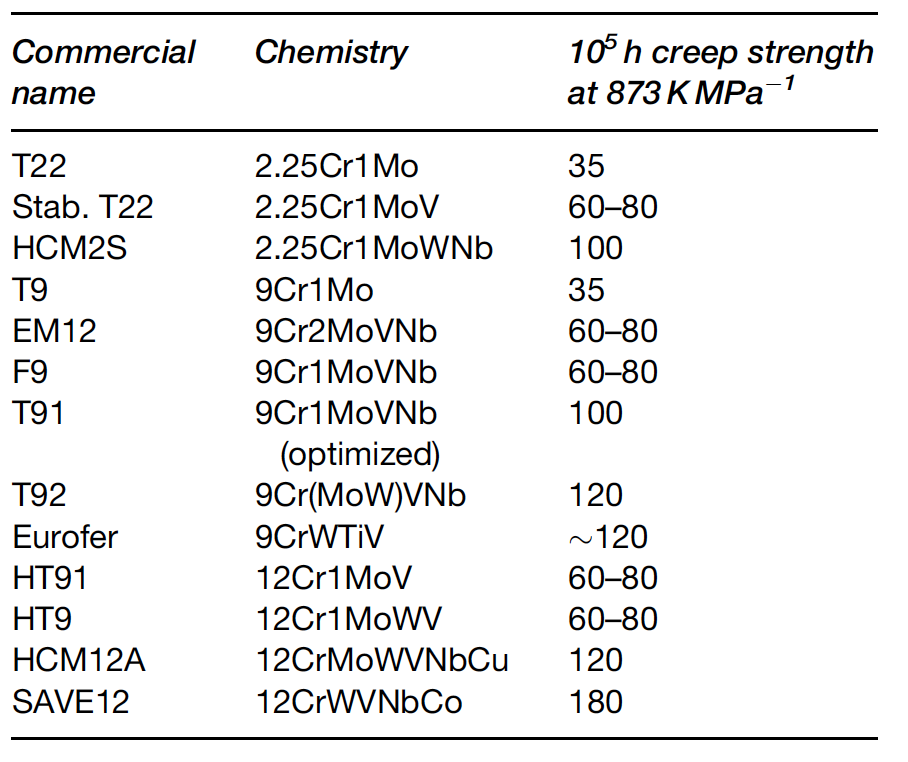 Commercial name Chemistry 10⁵ h creep strength at 873 K MPa⁻¹
T22 2.25Cr1Mo 35
Stab. T22 2.25Cr1MoV 60–80
HCM2S 2.25Cr1MoWNb 100
T9 9Cr1Mo 35
EM12 9Cr2MoVNb 60–80
F9 9Cr1MoVNb 60–80
T91 9Cr1MoVNb 100
(optimized)
T92 9Cr(MoW)VNb 120
Eurofer 9CrWTiV ∼120
HT91 12Cr1MoV 60–80
HT9 12Cr1MoWV 60–80
HCM12A 12CrMoWVNbCu 120
SAVE12 12CrWVNbCo 180